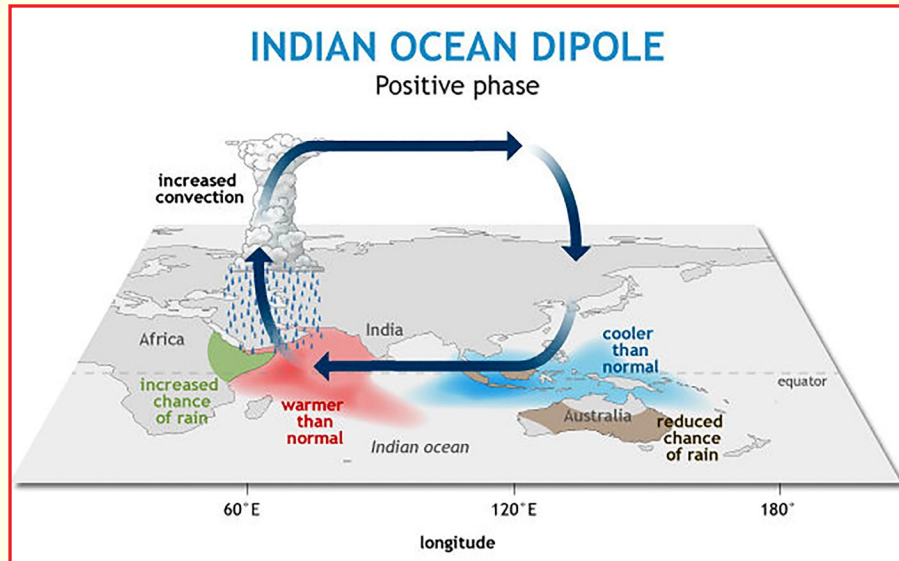 INDIAN OCEAN DIPOLE
Positive phase
increased
convection
Africa
India
cooler
than
normal
equator
increased
chance
of rain
warmer
than
normal
Indian ocean
Australia
reduced
chance
of rain
60°E
120°E
180°
longitude